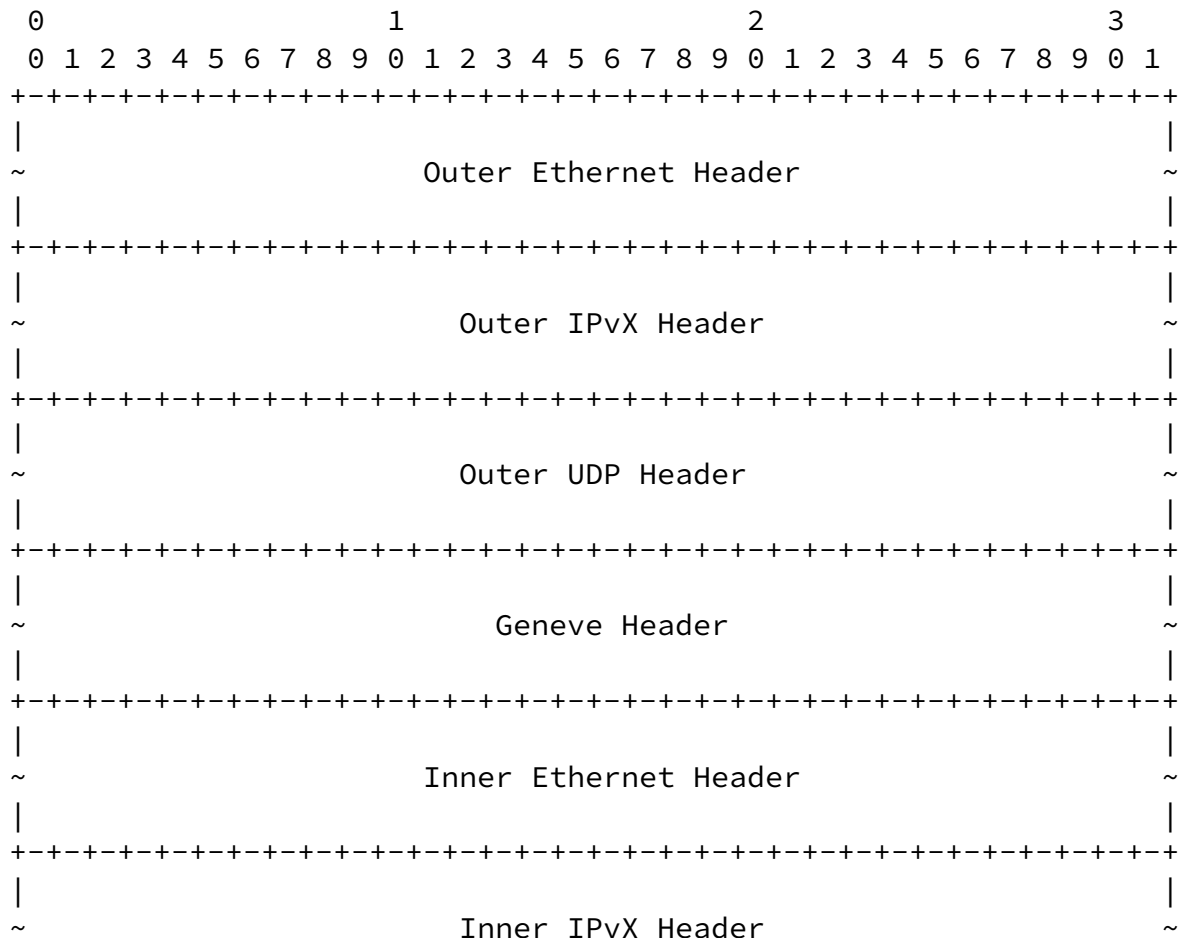 0                   1                   2                   3
 0 1 2 3 4 5 6 7 8 9 0 1 2 3 4 5 6 7 8 9 0 1 2 3 4 5 6 7 8 9 0 1
+-+-+-+-+-+-+-+-+-+-+-+-+-+-+-+-+-+-+-+-+-+-+-+-+-+-+-+-+-+-+-+-+
|                                                               |
~                      Outer Ethernet Header                    ~
|                                                               |
+-+-+-+-+-+-+-+-+-+-+-+-+-+-+-+-+-+-+-+-+-+-+-+-+-+-+-+-+-+-+-+-+
|                                                               |
~                        Outer IPvX Header                      ~
|                                                               |
+-+-+-+-+-+-+-+-+-+-+-+-+-+-+-+-+-+-+-+-+-+-+-+-+-+-+-+-+-+-+-+-+
|                                                               |
~                        Outer UDP Header                       ~
|                                                               |
+-+-+-+-+-+-+-+-+-+-+-+-+-+-+-+-+-+-+-+-+-+-+-+-+-+-+-+-+-+-+-+-+
|                                                               |
~                          Geneve Header                        ~
|                                                               |
+-+-+-+-+-+-+-+-+-+-+-+-+-+-+-+-+-+-+-+-+-+-+-+-+-+-+-+-+-+-+-+-+
|                                                               |
~                      Inner Ethernet Header                    ~
|                                                               |
+-+-+-+-+-+-+-+-+-+-+-+-+-+-+-+-+-+-+-+-+-+-+-+-+-+-+-+-+-+-+-+-+
|                                                               |
~                        Inner IPvX Header                      ~